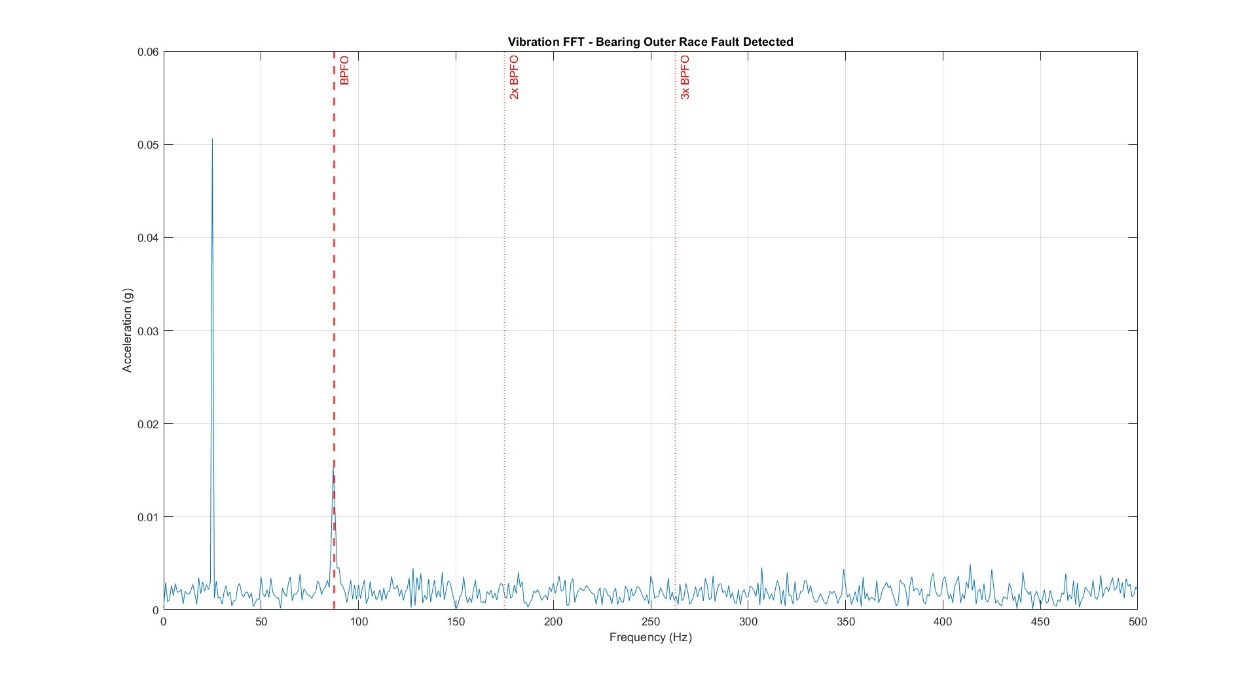 Vibration FFT - Bearing Outer Race Fault Detected
BPFO
2x BPFO
3x BPFO
0.06
0.05
0.04
0.03
0.02
0.01
0
Acceleration (g)
0 50 100 150 200 250 300 350 400 450 500
Frequency (Hz)